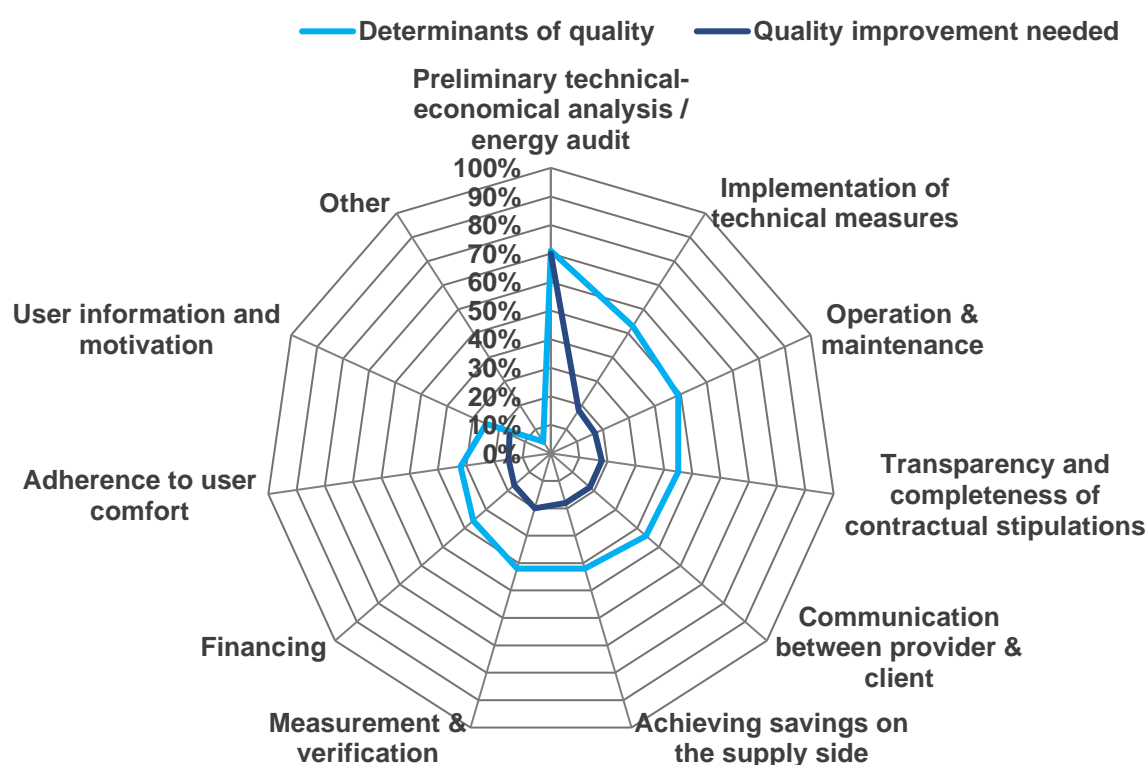 Determinants of quality
Quality improvement needed
Preliminary technical-
economical analysis /
energy audit
100%
90%
80%
70%
60%
50%
40%
30%
20%
10%
0%
Implementation of
technical measures
Operation &
maintenance
Transparency and
completeness of
contractual stipulations
Communication
between provider &
client
Achieving savings on
the supply side
Measurement &
verification
Financing
Adherence to user
comfort
User information and
motivation
Other